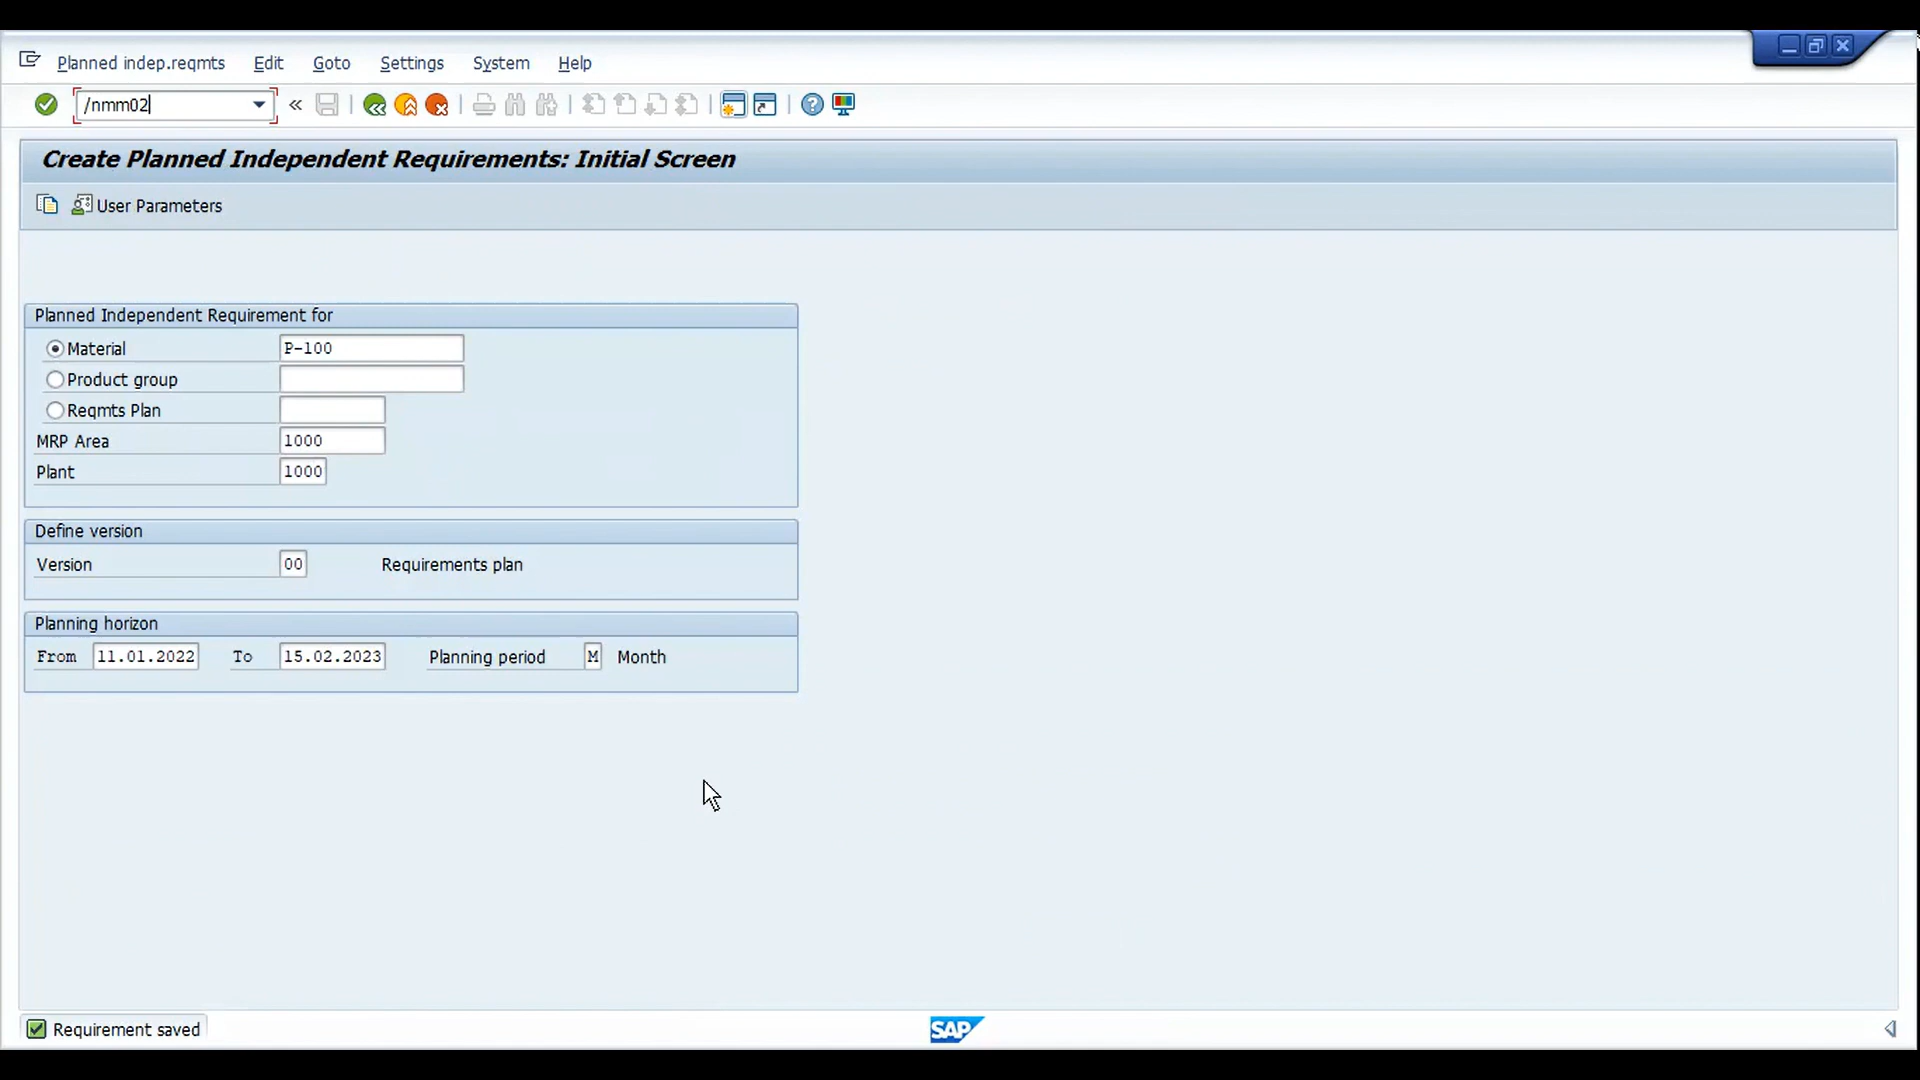 Planned indep.reqmts Edit Goto Settings System Help
/nmm02
Create Planned Independent Requirements: Initial Screen
User Parameters
Planned Independent Requirement for
Material P-100
Product group
Reqmts Plan
MRP Area 1000
Plant 1000
Define version
Version 00 Requirements plan
Planning horizon
From 11.01.2022 To 15.02.2023 Planning period M Month
Requirement saved
SAP